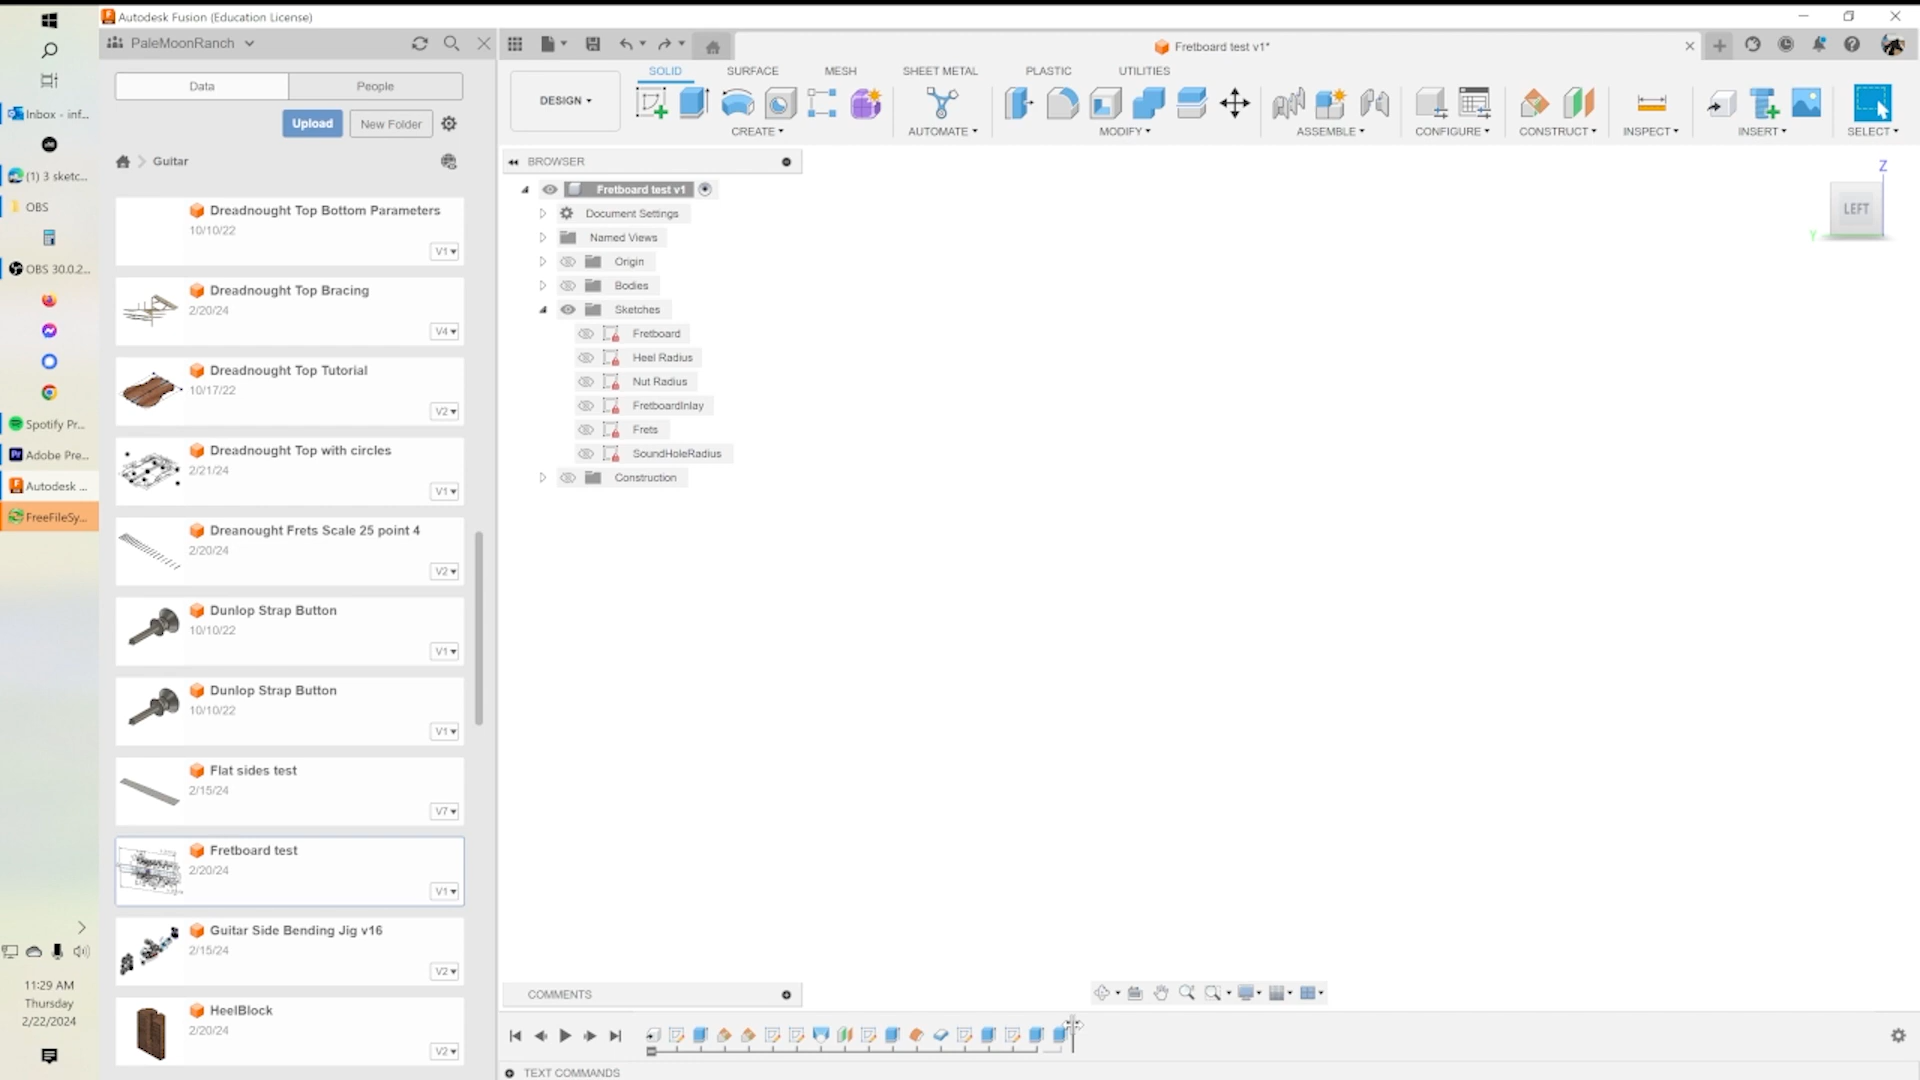 Autodesk Fusion (Education License)
PaleMoonRanch
Fretboard test v1*
Data
People
Upload
New Folder
Guitar
Dreadnought Top Bottom Parameters
10/10/22
V1
Dreadnought Top Bracing
2/20/24
V4
Dreadnought Top Tutorial
10/17/22
V2
Dreadnought Top with circles
2/21/24
V1
Dreanought Frets Scale 25 point 4
2/20/24
V2
Dunlop Strap Button
10/10/22
V1
Dunlop Strap Button
10/10/22
V1
Flat sides test
2/15/24
V7
Fretboard test
2/20/24
V1
Guitar Side Bending Jig v16
2/15/24
V2
HeelBlock
2/20/24
V2
Inbox - inf...
(1) 3 sketc...
OBS
OBS 30.0.2...
Spotify Pr...
Adobe Pre...
Autodesk ...
FreeFileSy...
11:29 AM
Thursday
2/22/2024
DESIGN
SOLID
SURFACE
MESH
SHEET METAL
PLASTIC
UTILITIES
CREATE
AUTOMATE
MODIFY
ASSEMBLE
CONFIGURE
CONSTRUCT
INSPECT
INSERT
SELECT
BROWSER
Fretboard test v1
Document Settings
Named Views
Origin
Bodies
Sketches
Fretboard
Heel Radius
Nut Radius
FretboardInlay
Frets
SoundHoleRadius
Construction
Z
LEFT
Y
COMMENTS
TEXT COMMANDS